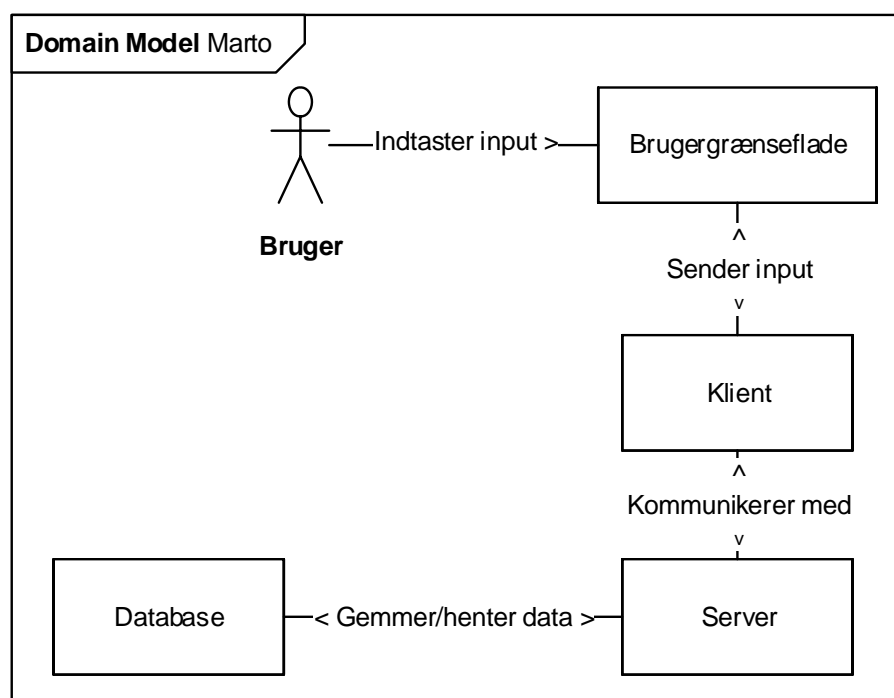 Domain Model Marto
Indtaster input >
Brugergrænseflade
Bruger
^
Sender input
v
Klient
^
Kommunikerer med
v
Database
< Gemmer/henter data >
Server